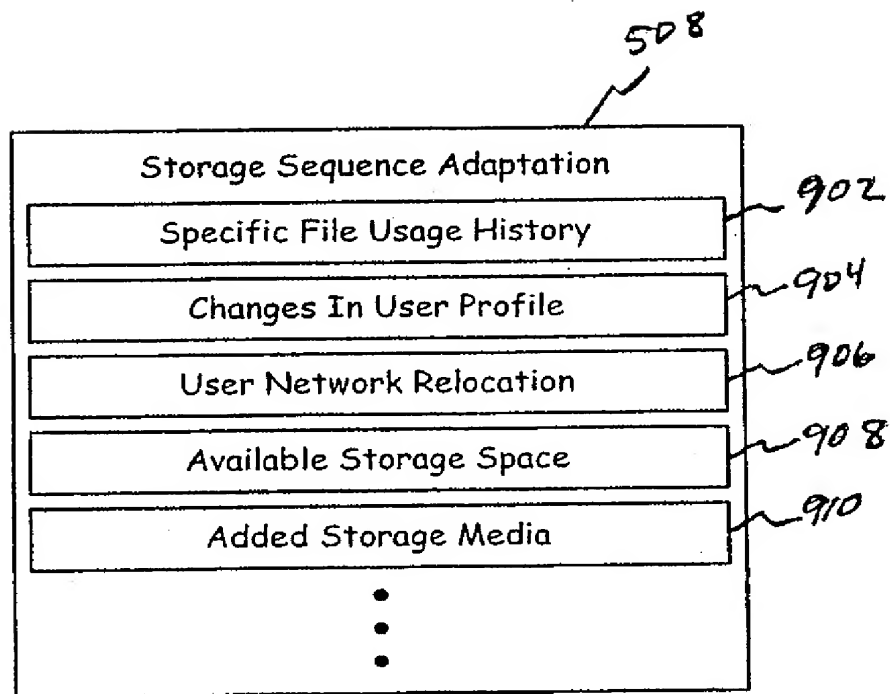 508
Storage Sequence Adaptation
Specific File Usage History
902
Changes In User Profile
904
User Network Relocation
906
Available Storage Space
908
Added Storage Media
910